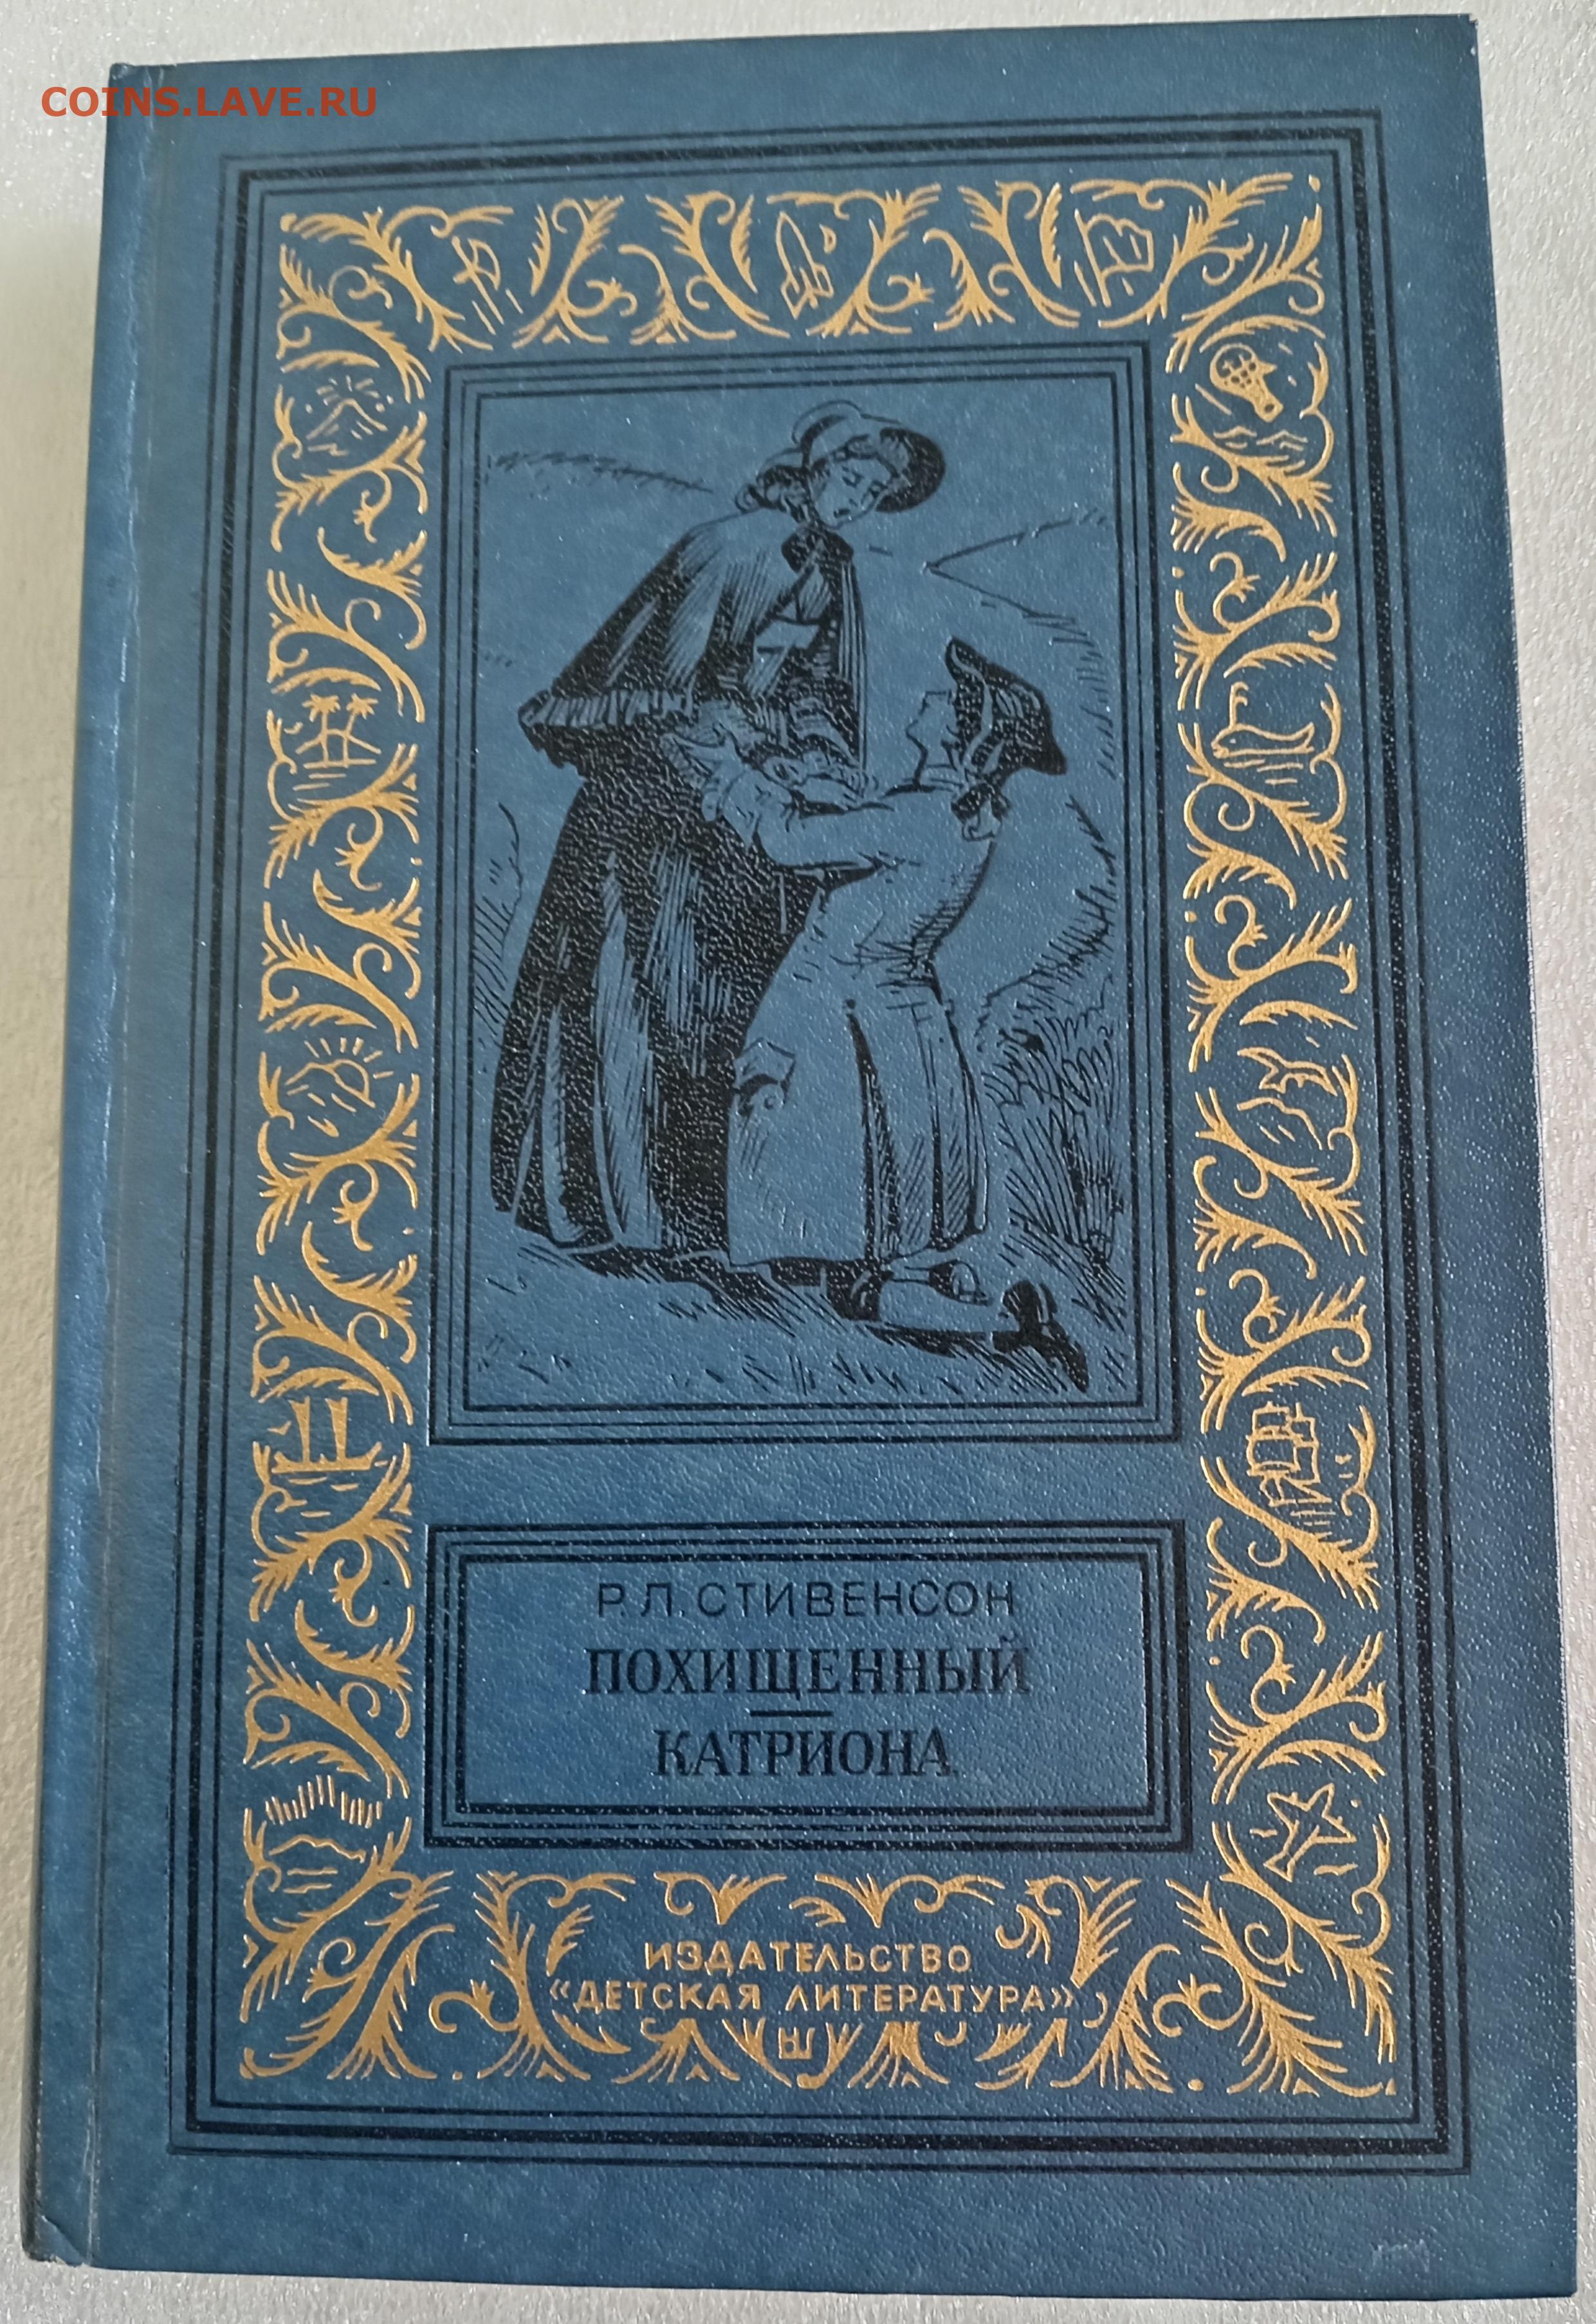 COINS.LAVE.RU
Р.Л.СТИВЕНСОН
ПОХИЩЕННЫЙ
КАТРИОНА
ИЗДАТЕЛЬСТВО
«ДЕТСКАЯ ЛИТЕРАТУРА»